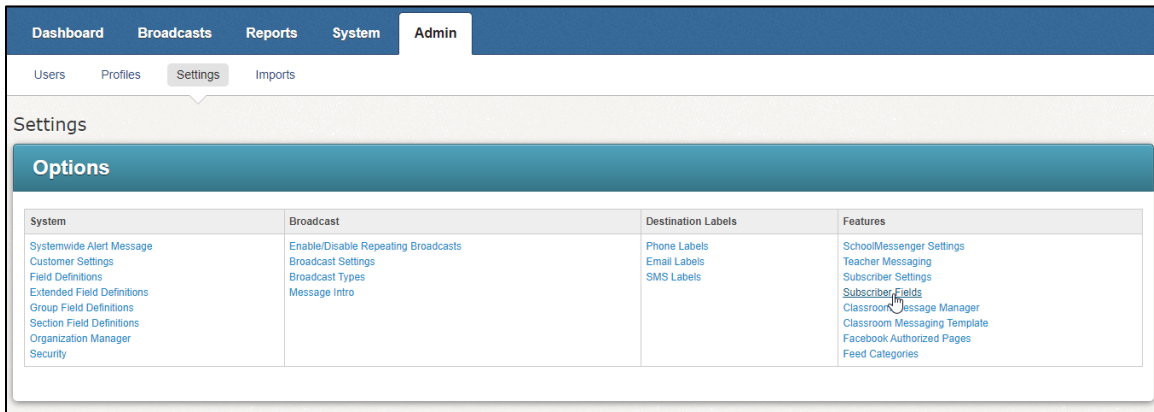 Dashboard Broadcasts Reports System Admin
Users Profiles Settings Imports
Settings
Options
System Broadcast Destination Labels Features
Systemwide Alert Message Enable/Disable Repeating Broadcasts Phone Labels SchoolMessenger Settings
Customer Settings Broadcast Settings Email Labels Teacher Messaging
Field Definitions Broadcast Types SMS Labels Subscriber Settings
Extended Field Definitions Message Intro Subscriber Fields
Group Field Definitions Classroom Message Manager
Section Field Definitions Classroom Messaging Template
Organization Manager Facebook Authorized Pages
Security Feed Categories